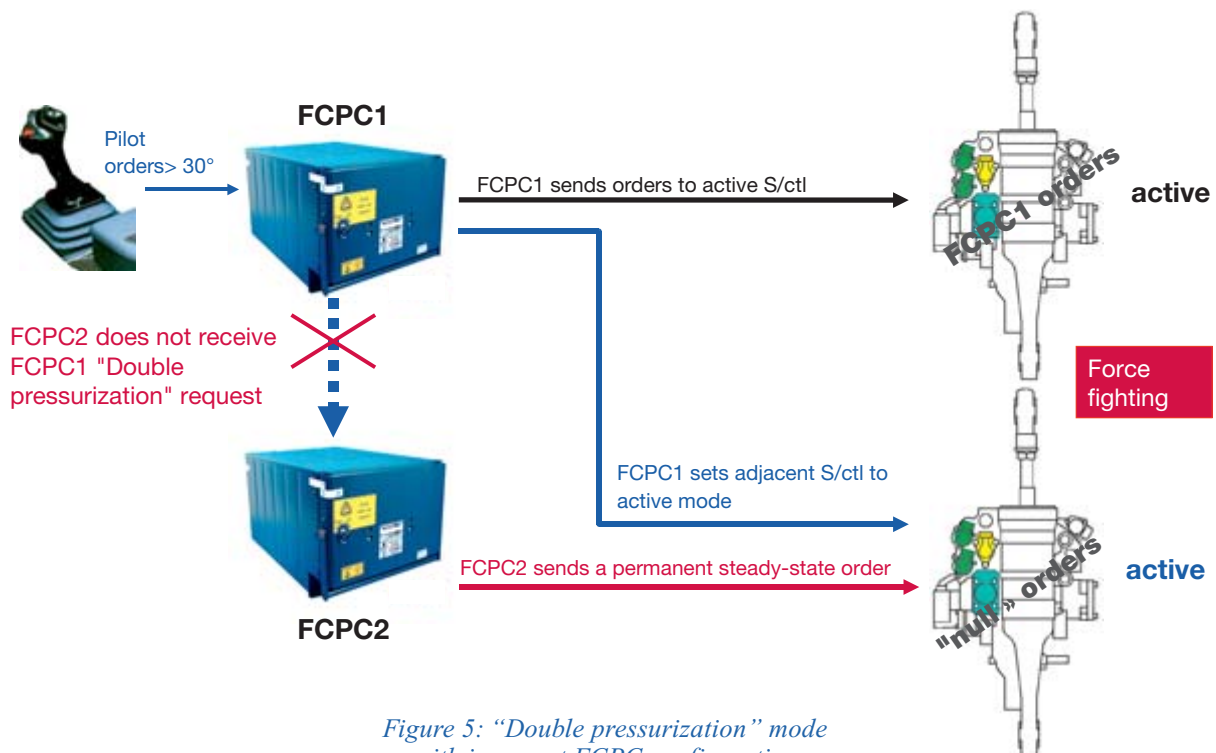 FCPC1
Pilot
orders> 30°
FCPC1 sends orders to active S/ctl
FCPC1 orders
active
FCPC2 does not receive
FCPC1 "Double
pressurization" request
Force
fighting
FCPC1 sets adjacent S/ctl to
active mode
FCPC2 sends a permanent steady-state order
"null » orders
active
FCPC2
Figure 5: “Double pressurization” mode